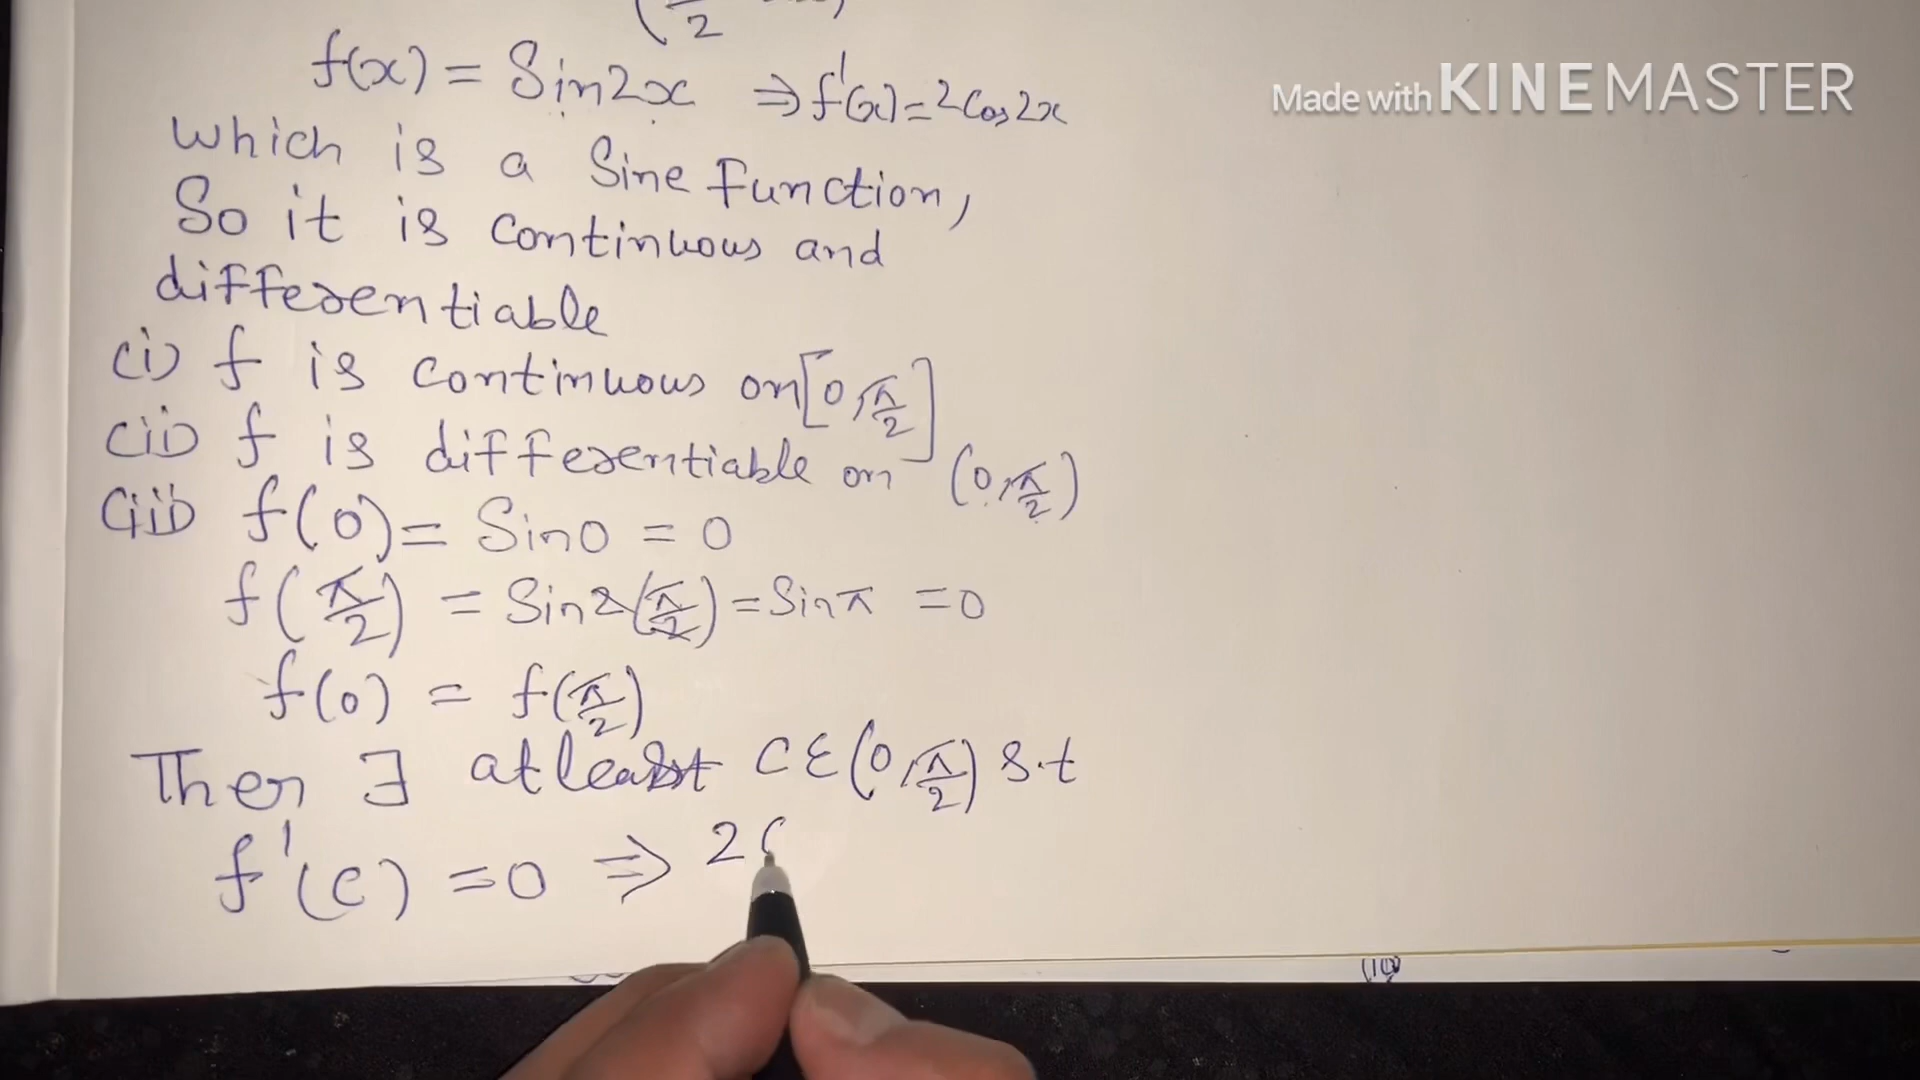 2
f(x) = Sin2x ⇒ f'(x) = 2Cos2x
Made with KINEMASTER
which is a Sine Function,
So it is continuous and
differentiable
(i) f is continuous on [0, π/2]
(ii) f is differentiable on (0, π/2)
(iii) f(0) = Sin0 = 0
f(π/2) = Sin2(π/2) = Sinπ = 0
f(0) = f(π/2)
Then ∃ atleast C ε (0, π/2) s.t
f'(c) = 0 ⇒ 2C